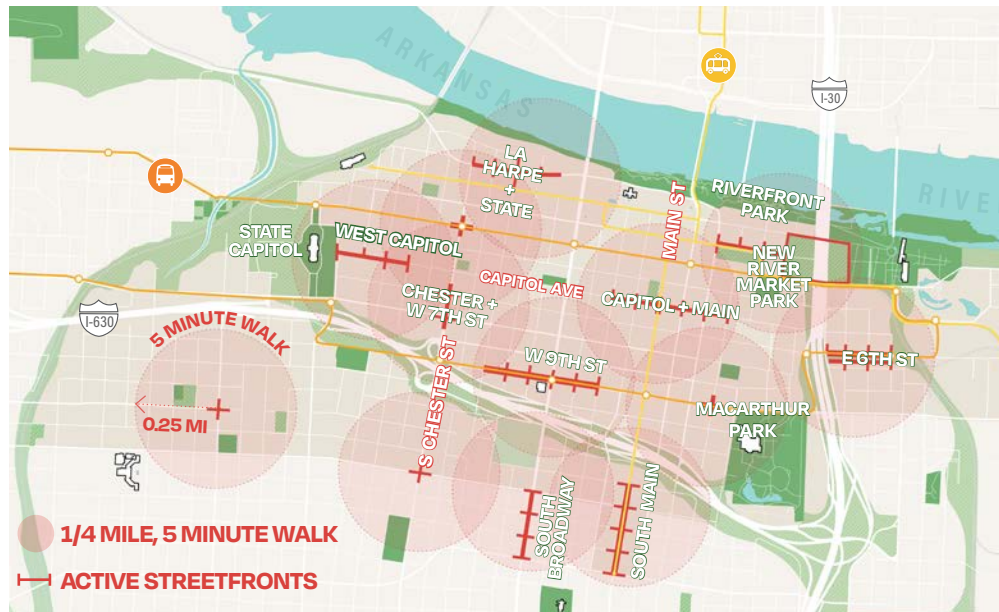 ARKANSAS
RIVE
I-30
LA
HARPE
+
STATE
MAIN ST
RIVERFRONT
PARK
STATE
CAPITOL
WEST CAPITOL
NEW
RIVER
MARKET
PARK
CAPITOL AVE
CHESTER +
W 7TH ST
CAPITOL + MAIN
I-630
5 MINUTE WALK
W 9TH ST
E 6TH ST
0.25 MI
S CHESTER ST
MACARTHUR
PARK
SOUTH
BROADWAY
SOUTH MAIN
1/4 MILE, 5 MINUTE WALK
ACTIVE STREETFRONTS